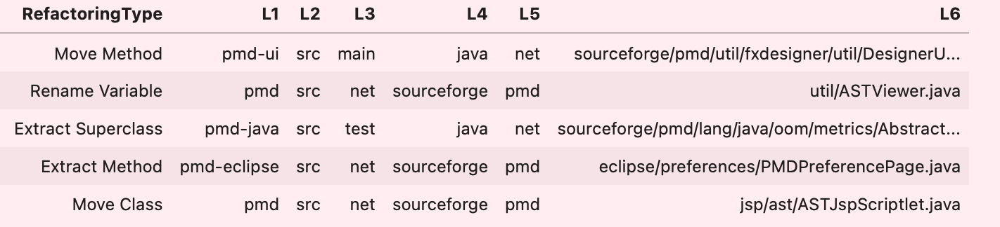 RefactoringType L1 L2 L3 L4 L5 L6
Move Method pmd-ui src main java net sourceforge/pmd/util/fxdesigner/util/DesignerU...
Rename Variable pmd src net sourceforge pmd util/ASTViewer.java
Extract Superclass pmd-java src test java net sourceforge/pmd/lang/java/oom/metrics/Abstract...
Extract Method pmd-eclipse src net sourceforge pmd eclipse/preferences/PMDPreferencePage.java
Move Class pmd src net sourceforge pmd jsp/ast/ASTJspScriptlet.java